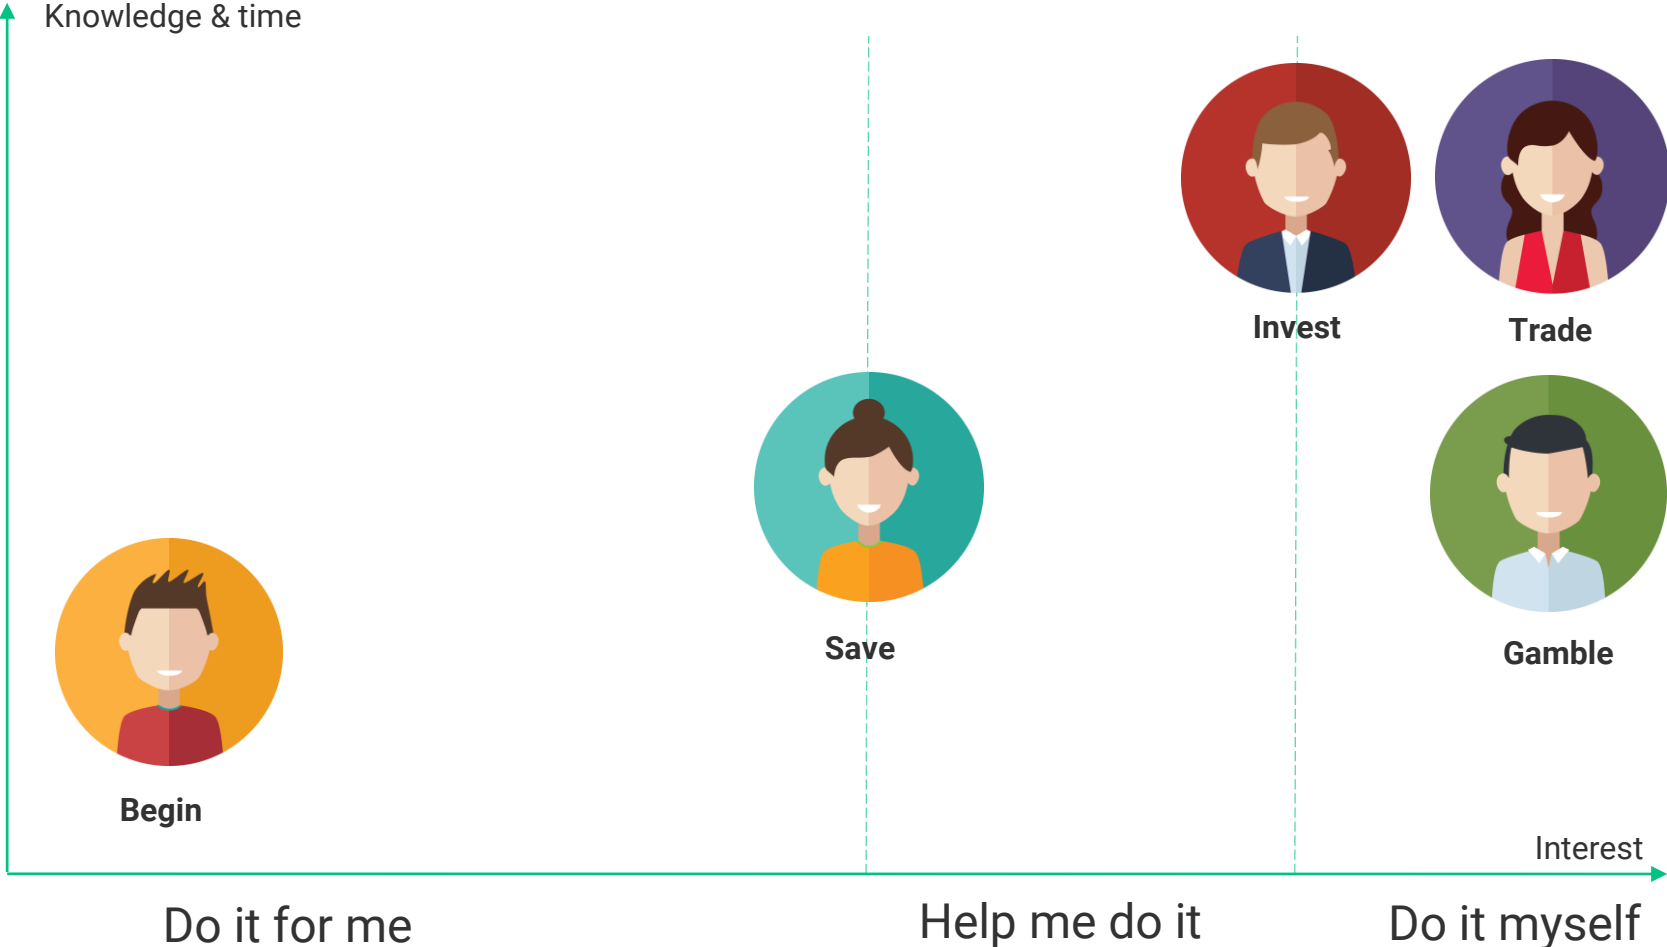 Knowledge & time
Invest
Trade
Save
Gamble
Begin
Interest
Do it for me
Help me do it
Do it myself